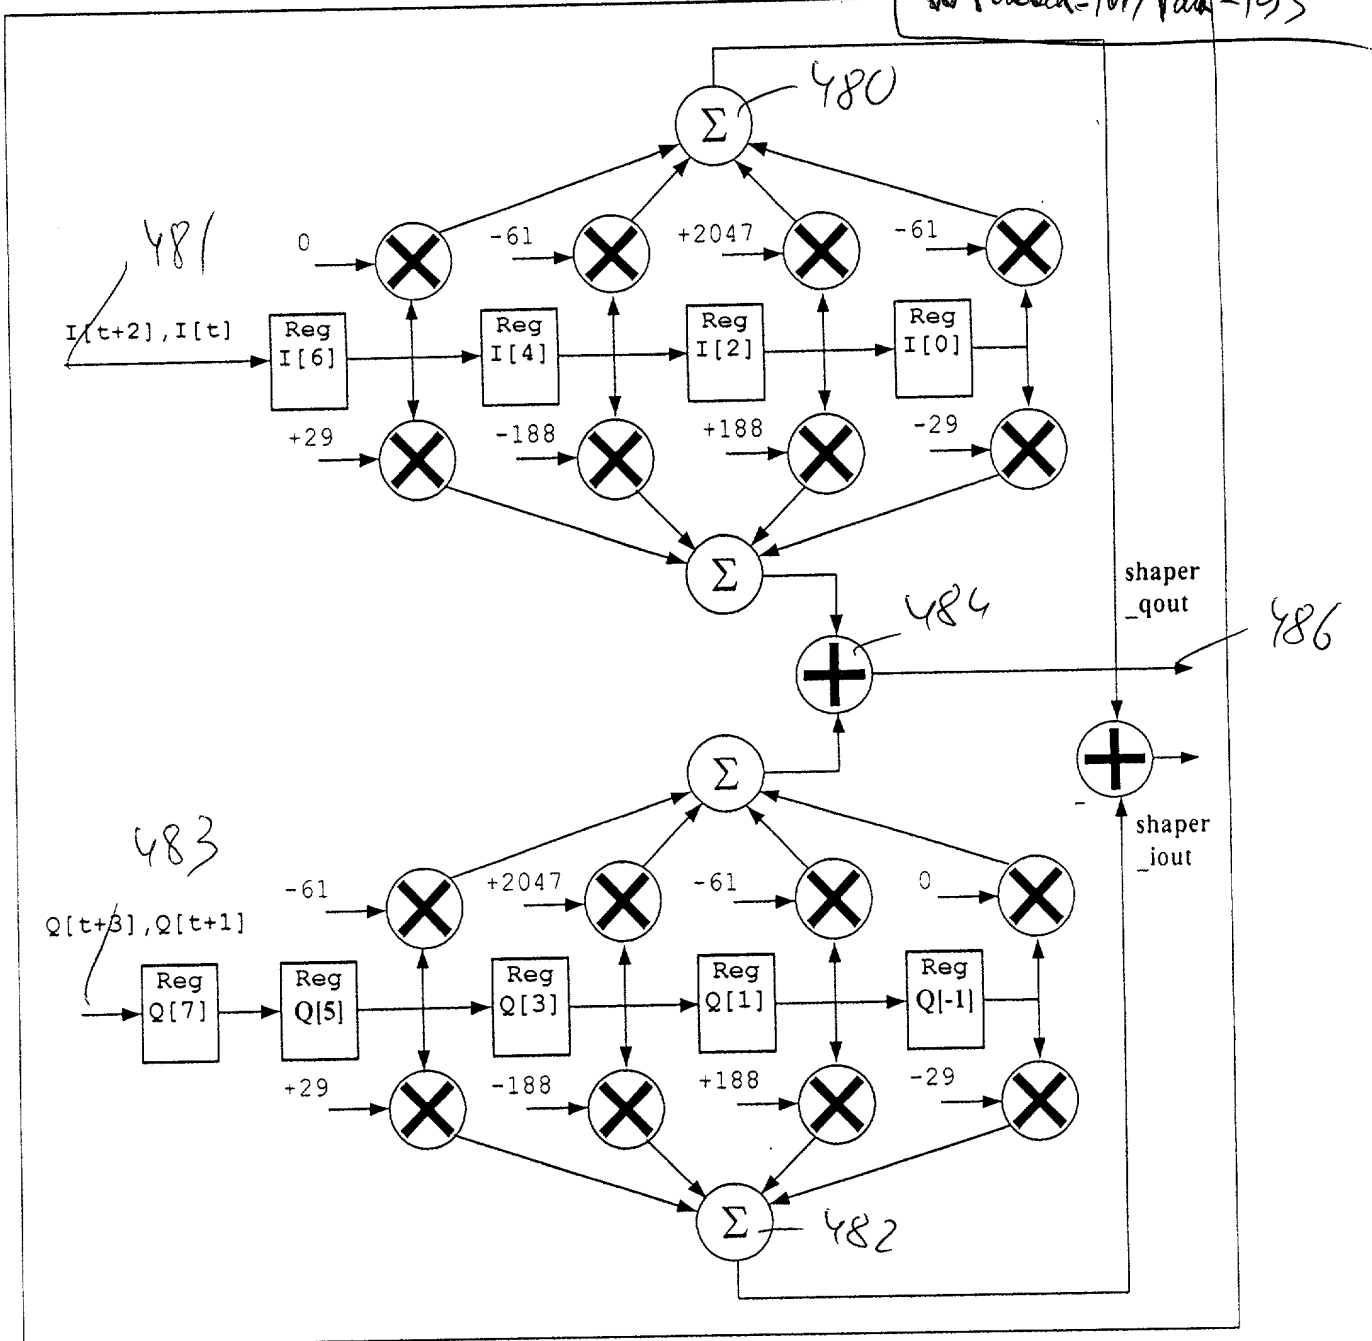 480
Σ
481
0
-61
+2047
-61
I[t+2],I[t]
Reg
I[6]
Reg
I[4]
Reg
I[2]
Reg
I[0]
+29
-188
+188
-29
Σ
shaper
_qout
484
486
Σ
-
shaper
_iout
483
-61
+2047
-61
0
Q[t+3],Q[t+1]
Reg
Q[7]
Reg
Q[5]
Reg
Q[3]
Reg
Q[1]
Reg
Q[-1]
+29
-188
+188
-29
Σ
482